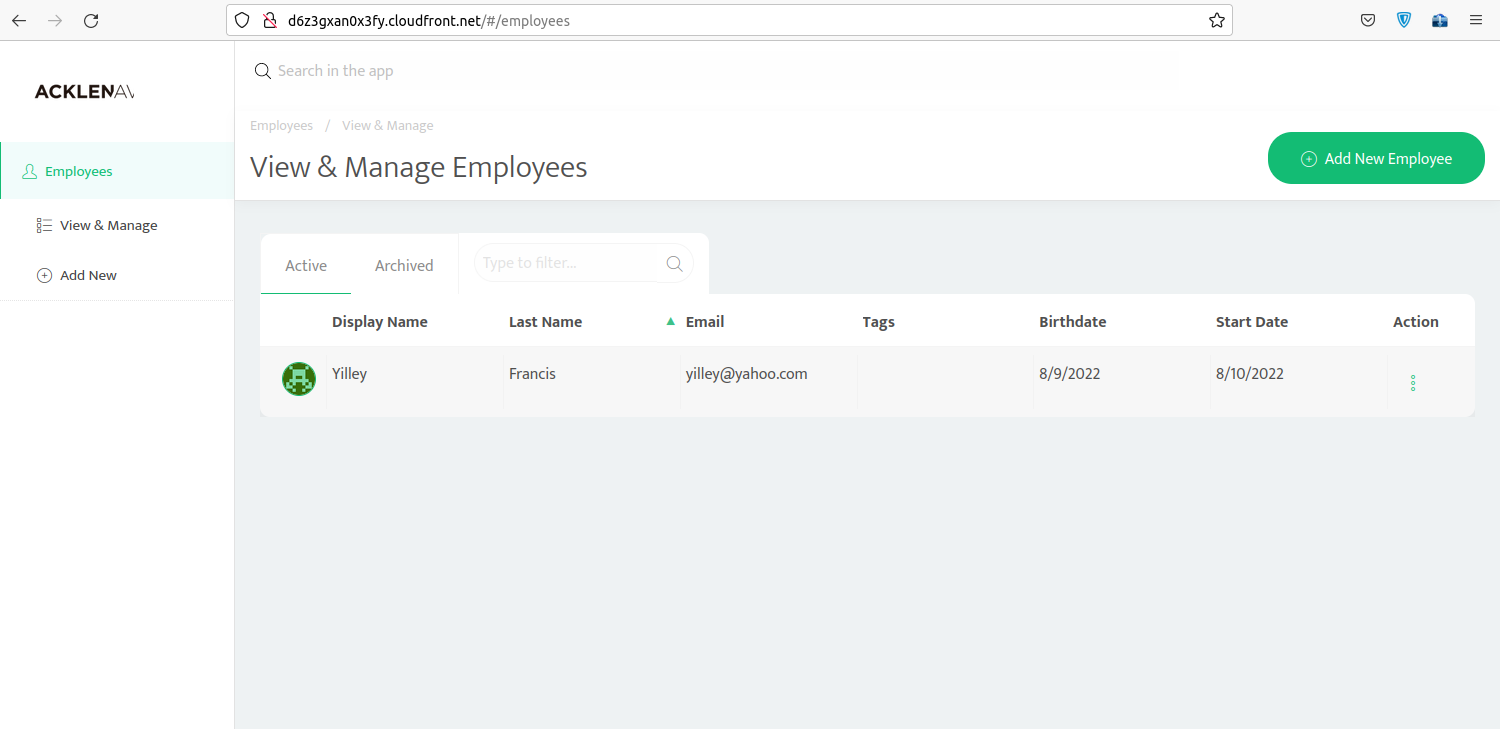 d6z3gxan0x3fy.cloudfront.net/#/employees
ACKLEN
Search in the app
Employees / View & Manage
View & Manage Employees
Add New Employee
Employees
View & Manage
Add New
Active Archived Type to filter...
Display Name Last Name ▲ Email Tags Birthdate Start Date Action
Yilley Francis yilley@yahoo.com 8/9/2022 8/10/2022